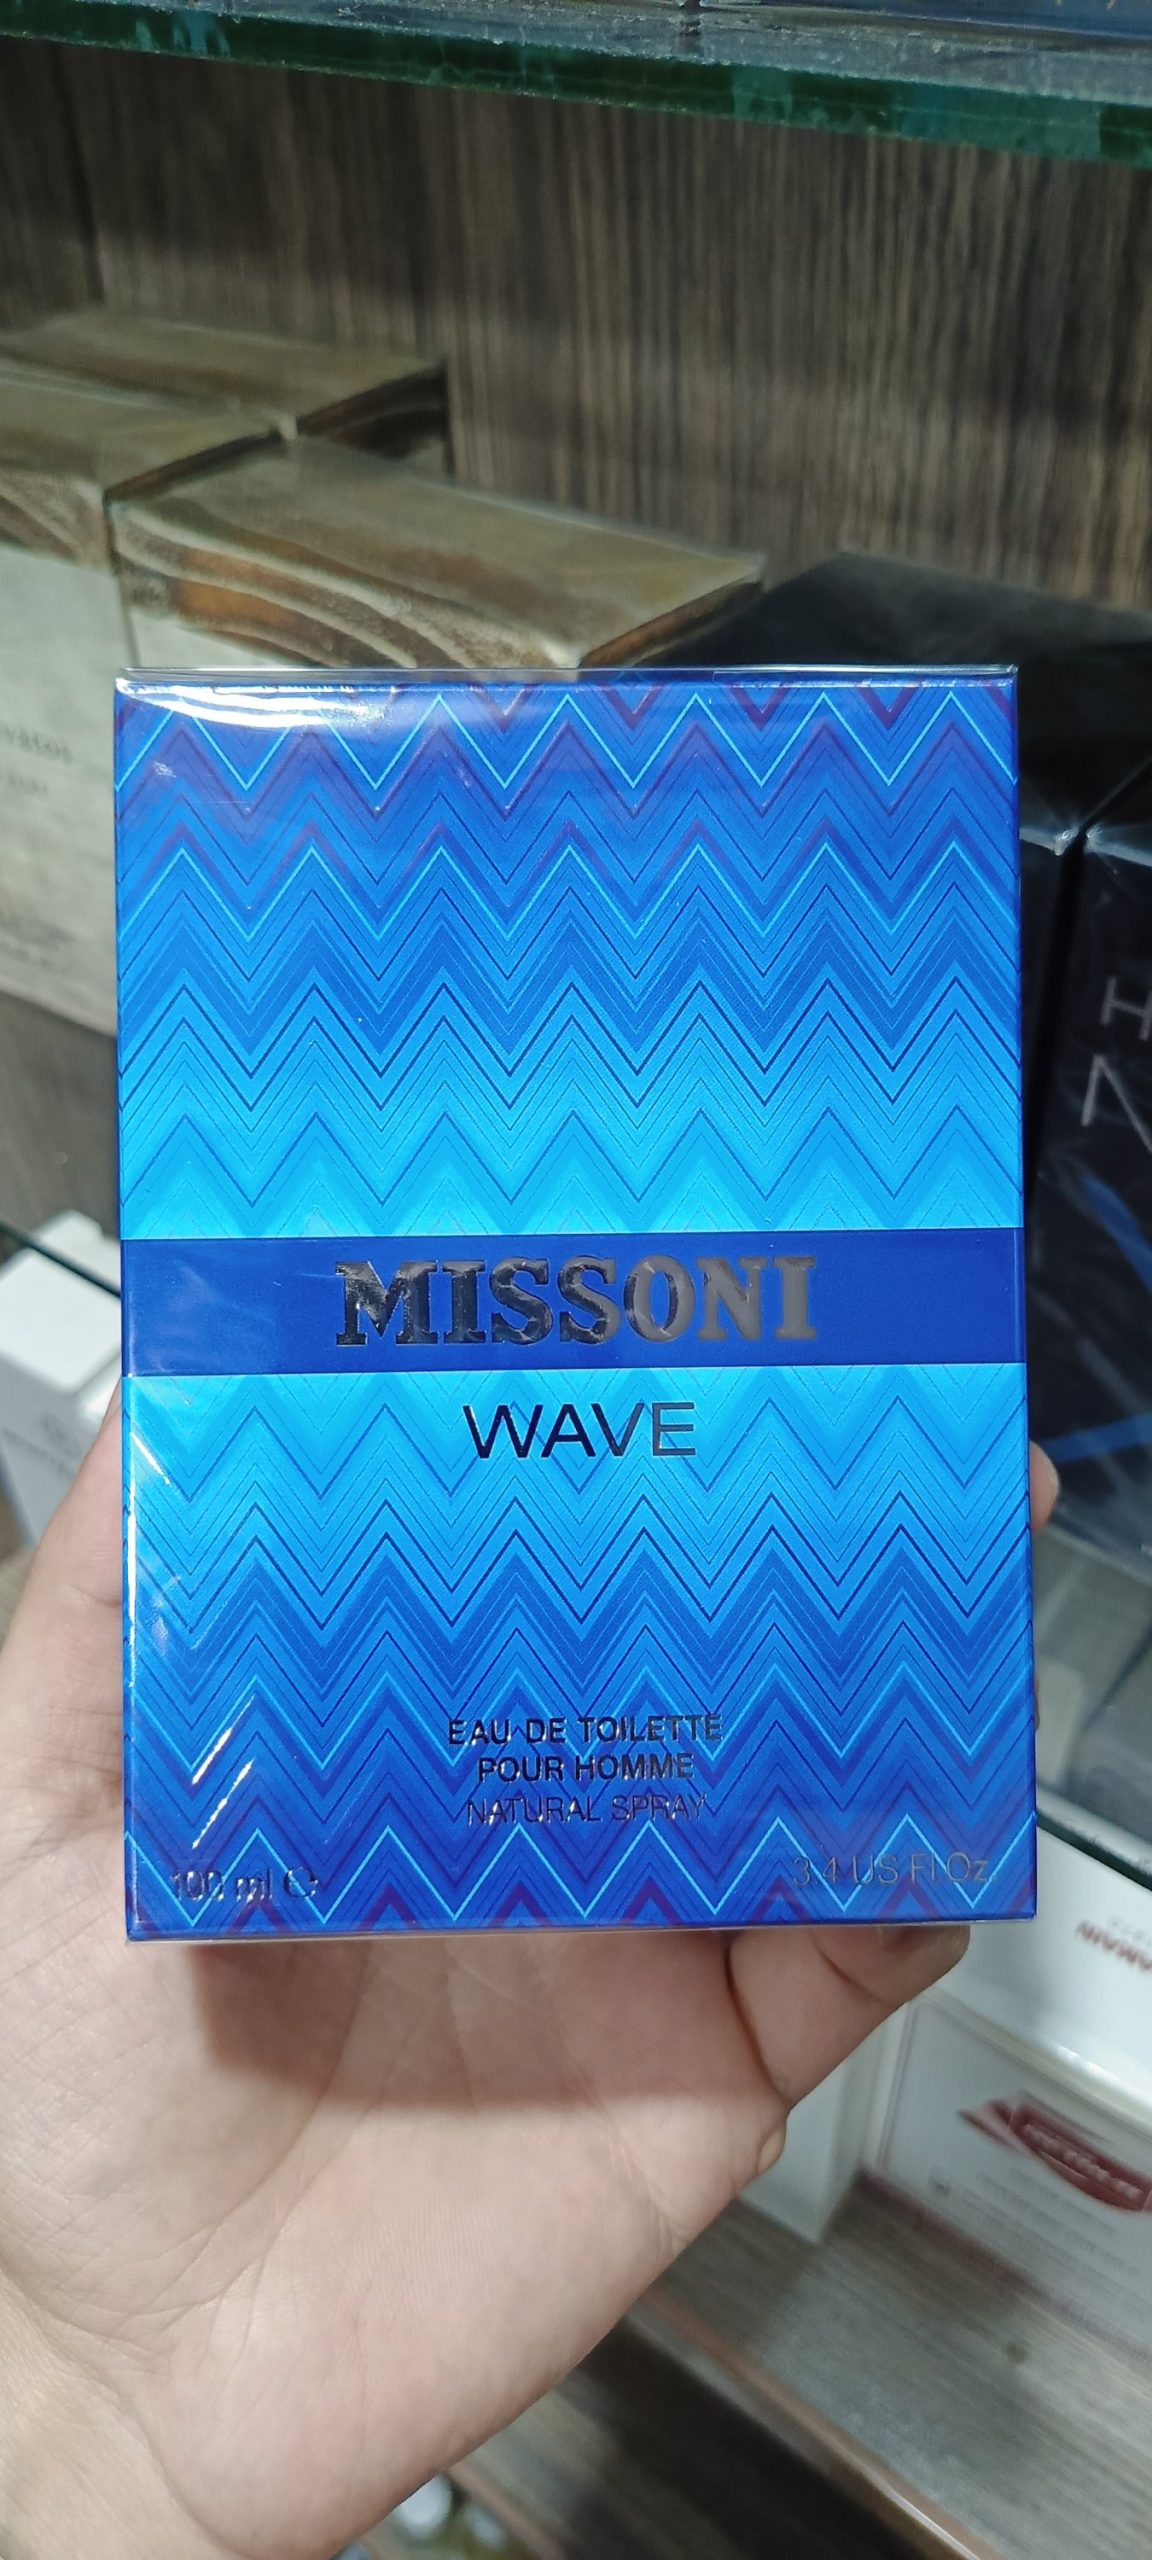 MISSONI
WAVE
EAU DE TOILETTE
POUR HOMME
NATURAL SPRAY
100 ml e
3.4 US Fl.Oz.